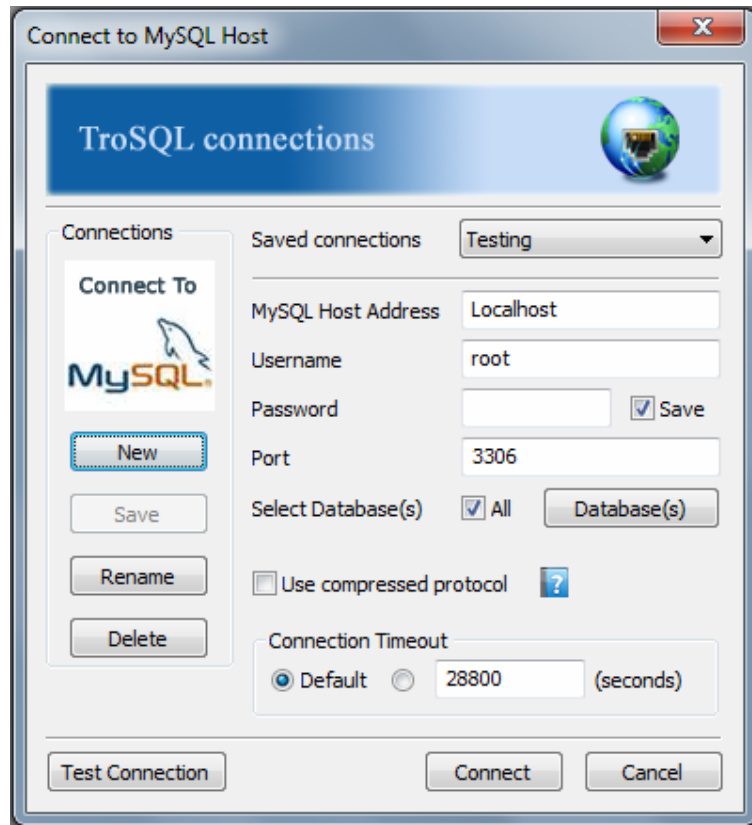 Connect to MySQL Host
TroSQL connections
Connections
Connect To
MySQL.
New
Save
Rename
Delete
Saved connections Testing
MySQL Host Address Localhost
Username root
Password Save
Port 3306
Select Database(s) All Database(s)
Use compressed protocol ?
Connection Timeout
Default 28800 (seconds)
Test Connection Connect Cancel